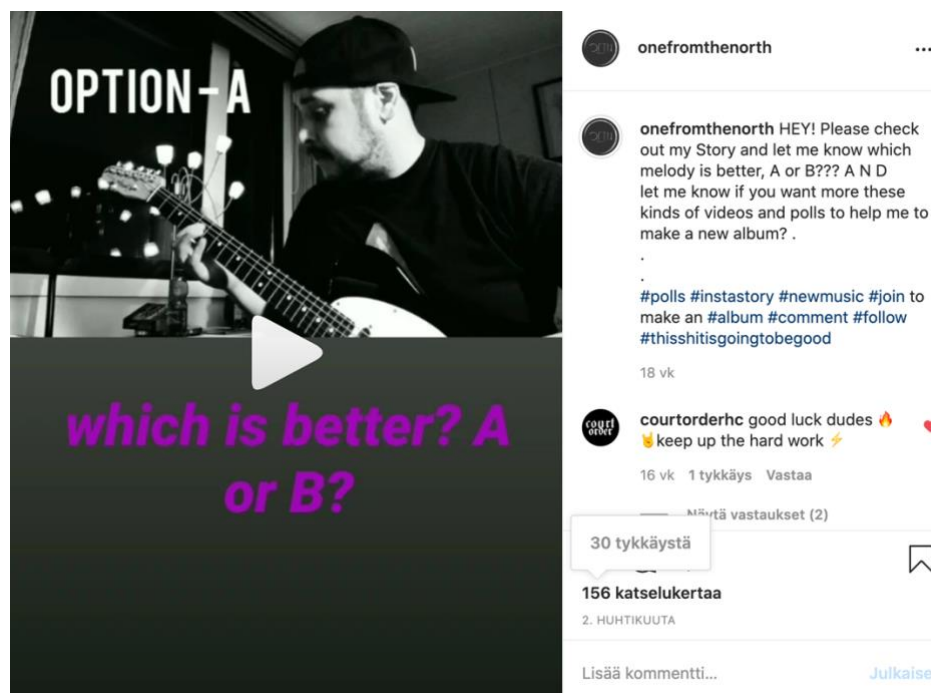 OPTION-A
which is better? A
or B?
onefromthenorth
onefromthenorth HEY! Please check
out my Story and let me know which
melody is better, A or B??? A N D
let me know if you want more these
kinds of videos and polls to help me to
make a new album? .
.
.
#polls #instastory #newmusic #join to
make an #album #comment #follow
#thisshitisgoingtobegood
18 vk
court
order
courtorderhc good luck dudes 🔥
🤘keep up the hard work ⚡
16 vk 1 tykkäys Vastaa
Näytä vastaukset (2)
30 tykkäystä
156 katselukertaa
2. HUHTIKUUTA
Lisää kommentti...
Julkaise